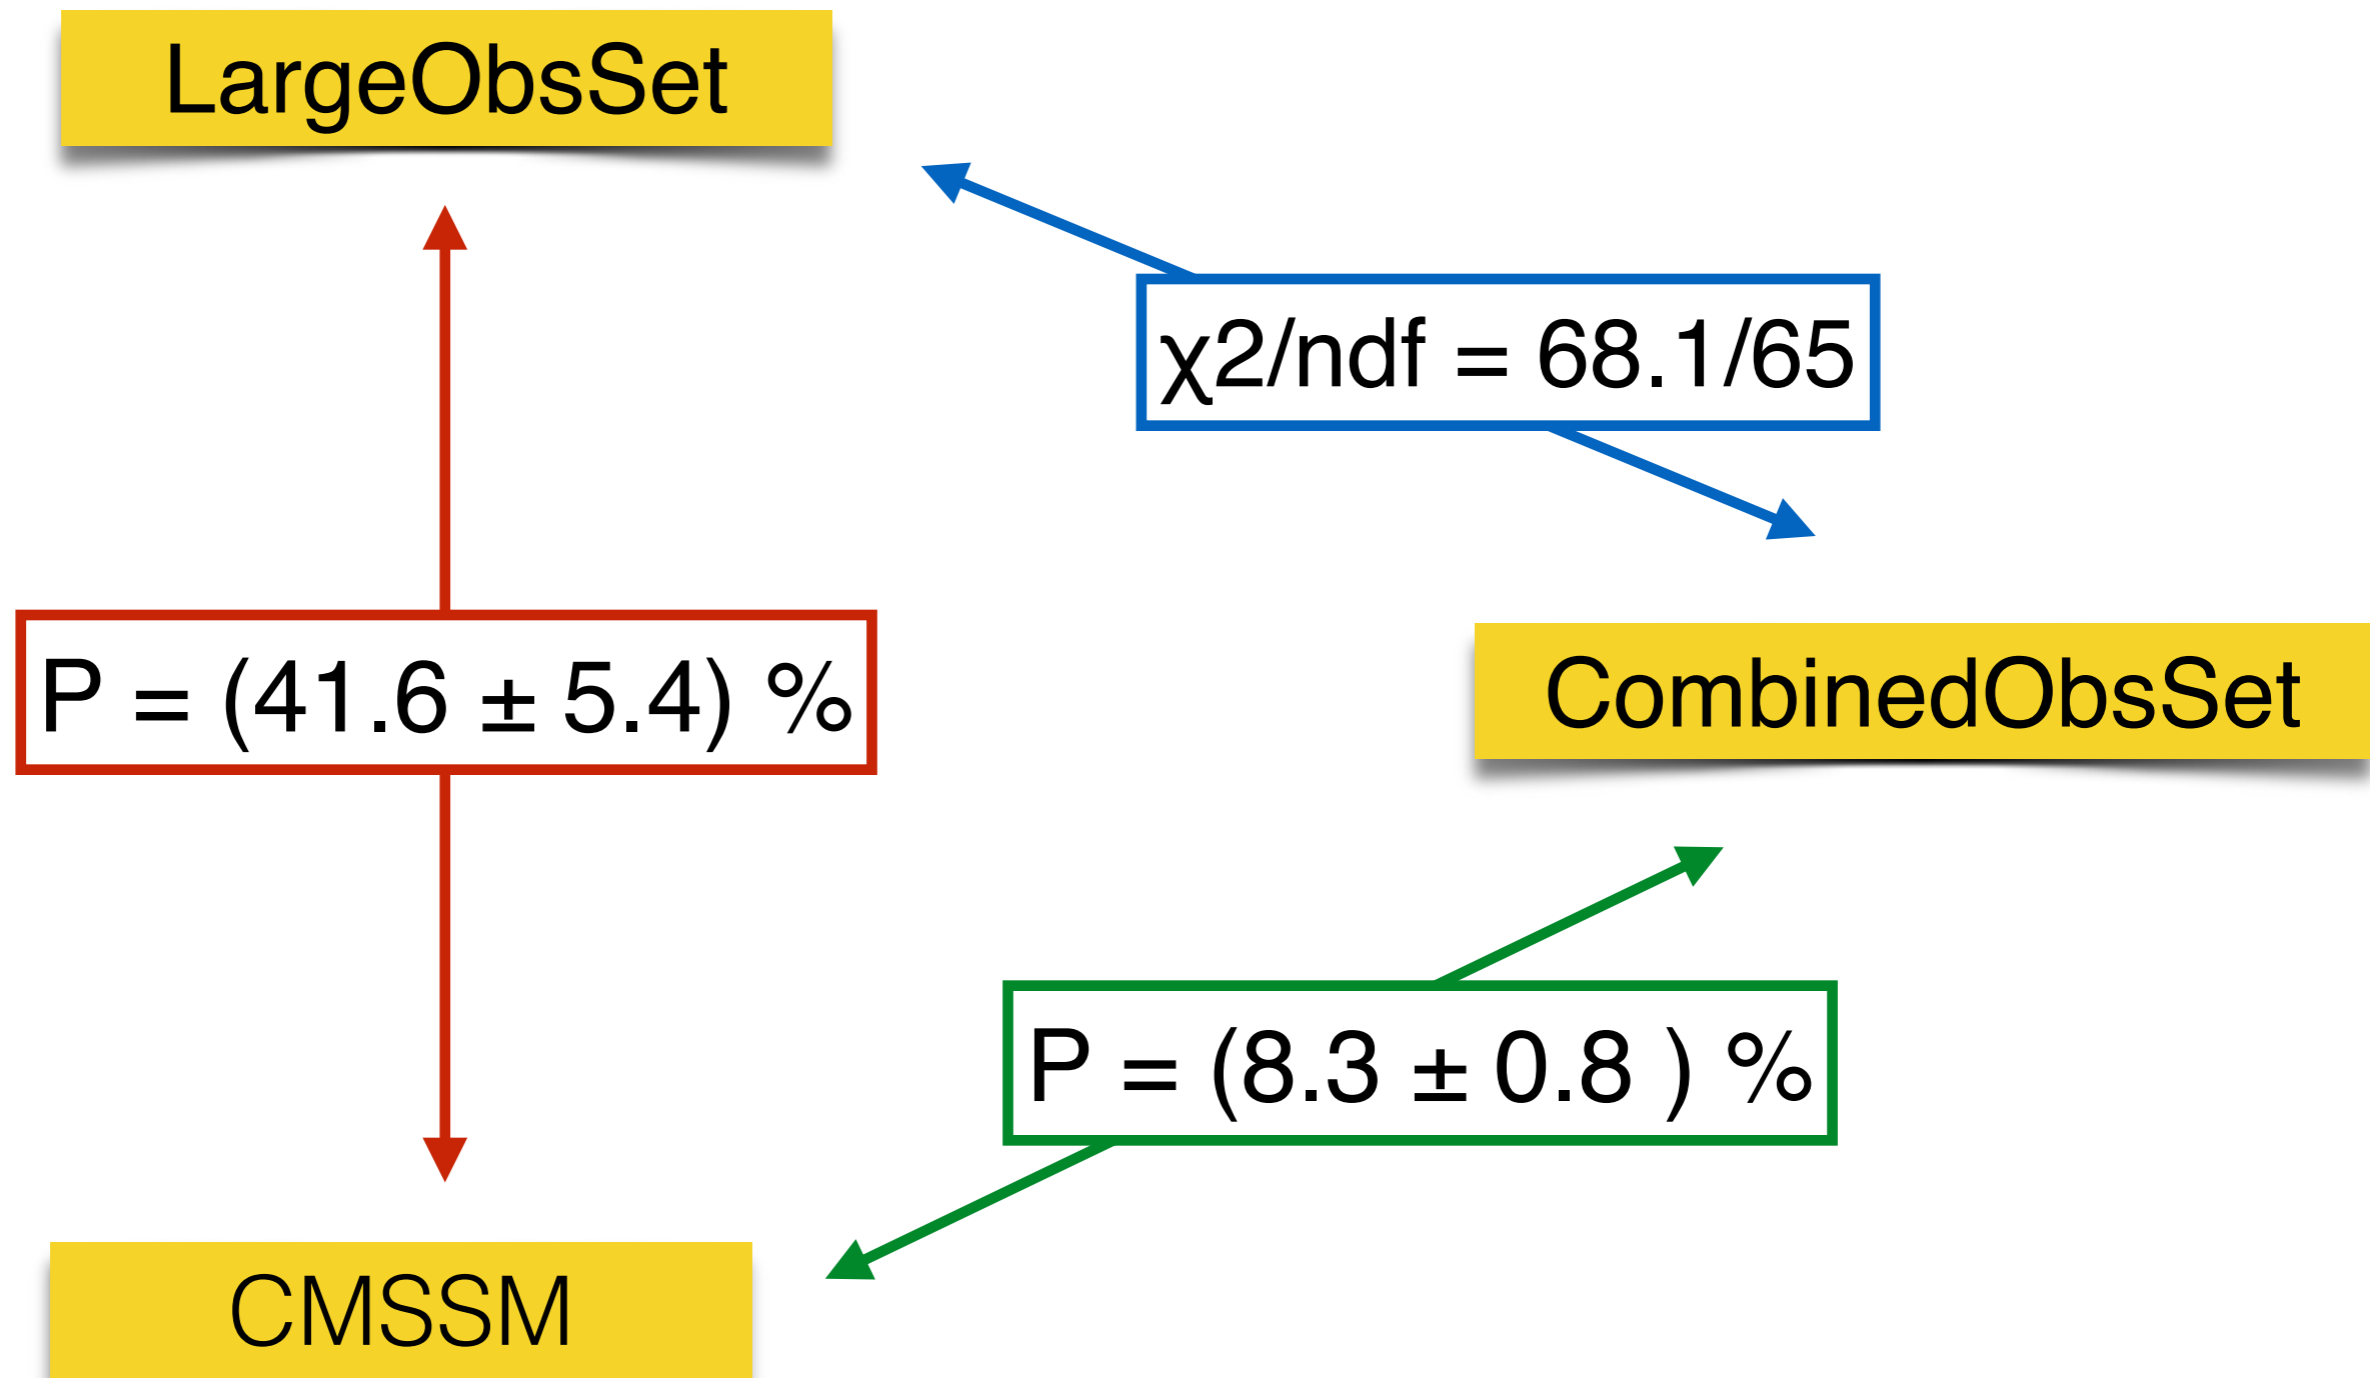 LargeObsSet
χ2/ndf = 68.1/65
P = (41.6 ± 5.4) %
CombinedObsSet
P = (8.3 ± 0.8 ) %
CMSSM